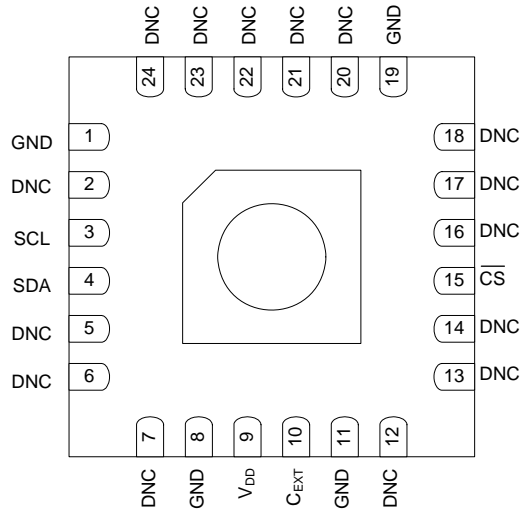 DNC DNC DNC DNC DNC GND
24 23 22 21 20 19
GND 1 18 DNC
DNC 2 17 DNC
SCL 3 16 DNC
SDA 4 15 C̅S̅
DNC 5 14 DNC
DNC 6 13 DNC
7 8 9 10 11 12
DNC GND VDD CEXT GND DNC